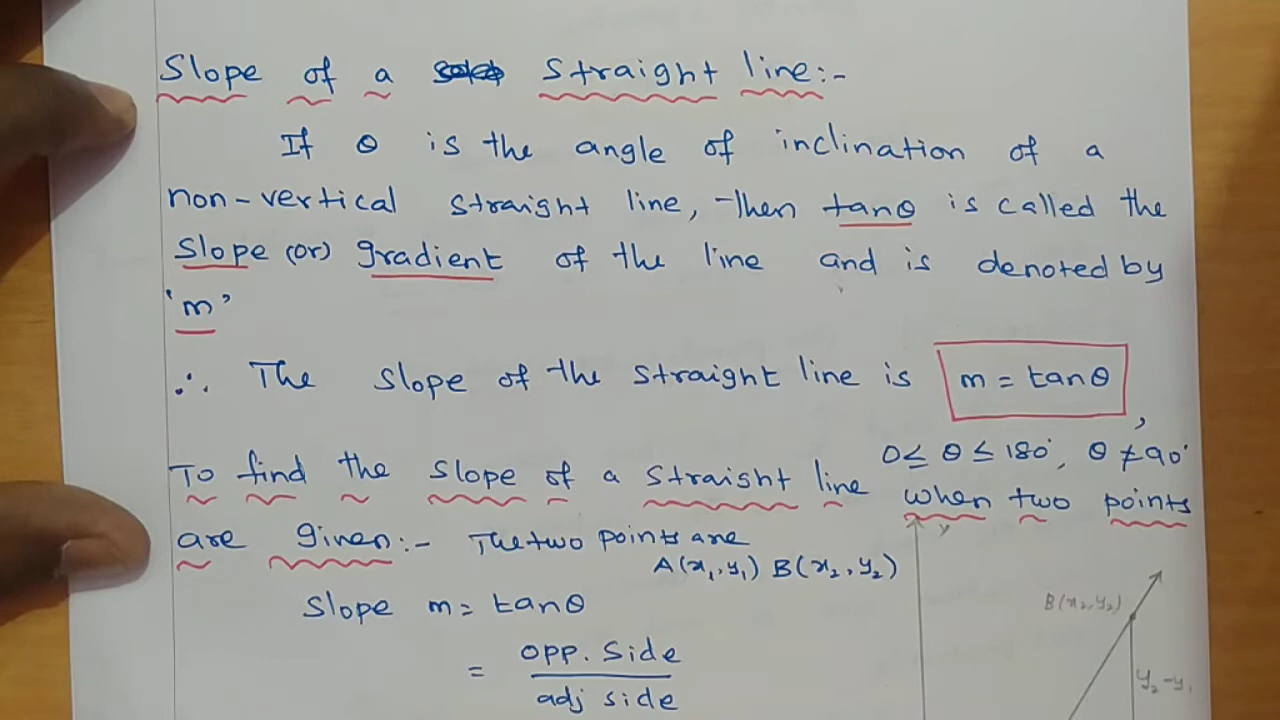 Slope of a straight line:-
If θ is the angle of inclination of a
non-vertical straight line, then tanθ is called the
slope (or) gradient of the line and is denoted by
'm'
∴ The slope of the straight line is m = tanθ,
0 ≤ θ ≤ 180°, θ ≠ 90°
To find the slope of a straight line when two points
are given:- The two points are
A(x₁, y₁) B(x₂, y₂)
Slope m = tanθ
= opp. side
adj side
y
B(x₂, y₂)
y₂-y₁